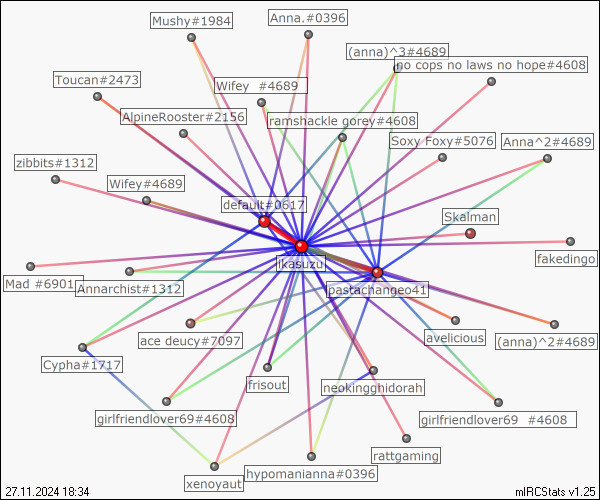 Mushy#1984
Anna.#0396
(anna)^3#4689
no cops no laws no hope#4608
Toucan#2473
Wifey  #4689
AlpineRooster#2156
ramshackle gorey#4608
Soxy Foxy#5076
Anna^2#4689
zibbits#1312
Wifey#4689
default#0617
Skalman
ikasuzu
fakedingo
Mad #6901
Annarchist#1312
pastachangeo41
ace deucy#7097
avelicious
(anna)^2#4689
Cypha#1717
frisout
neokingghidorah
girlfriendlover69#4608
girlfriendlover69  #4608
rattgaming
hypomanianna#0396
xenoyaut
27.11.2024 18:34
mIRCStats v1.25